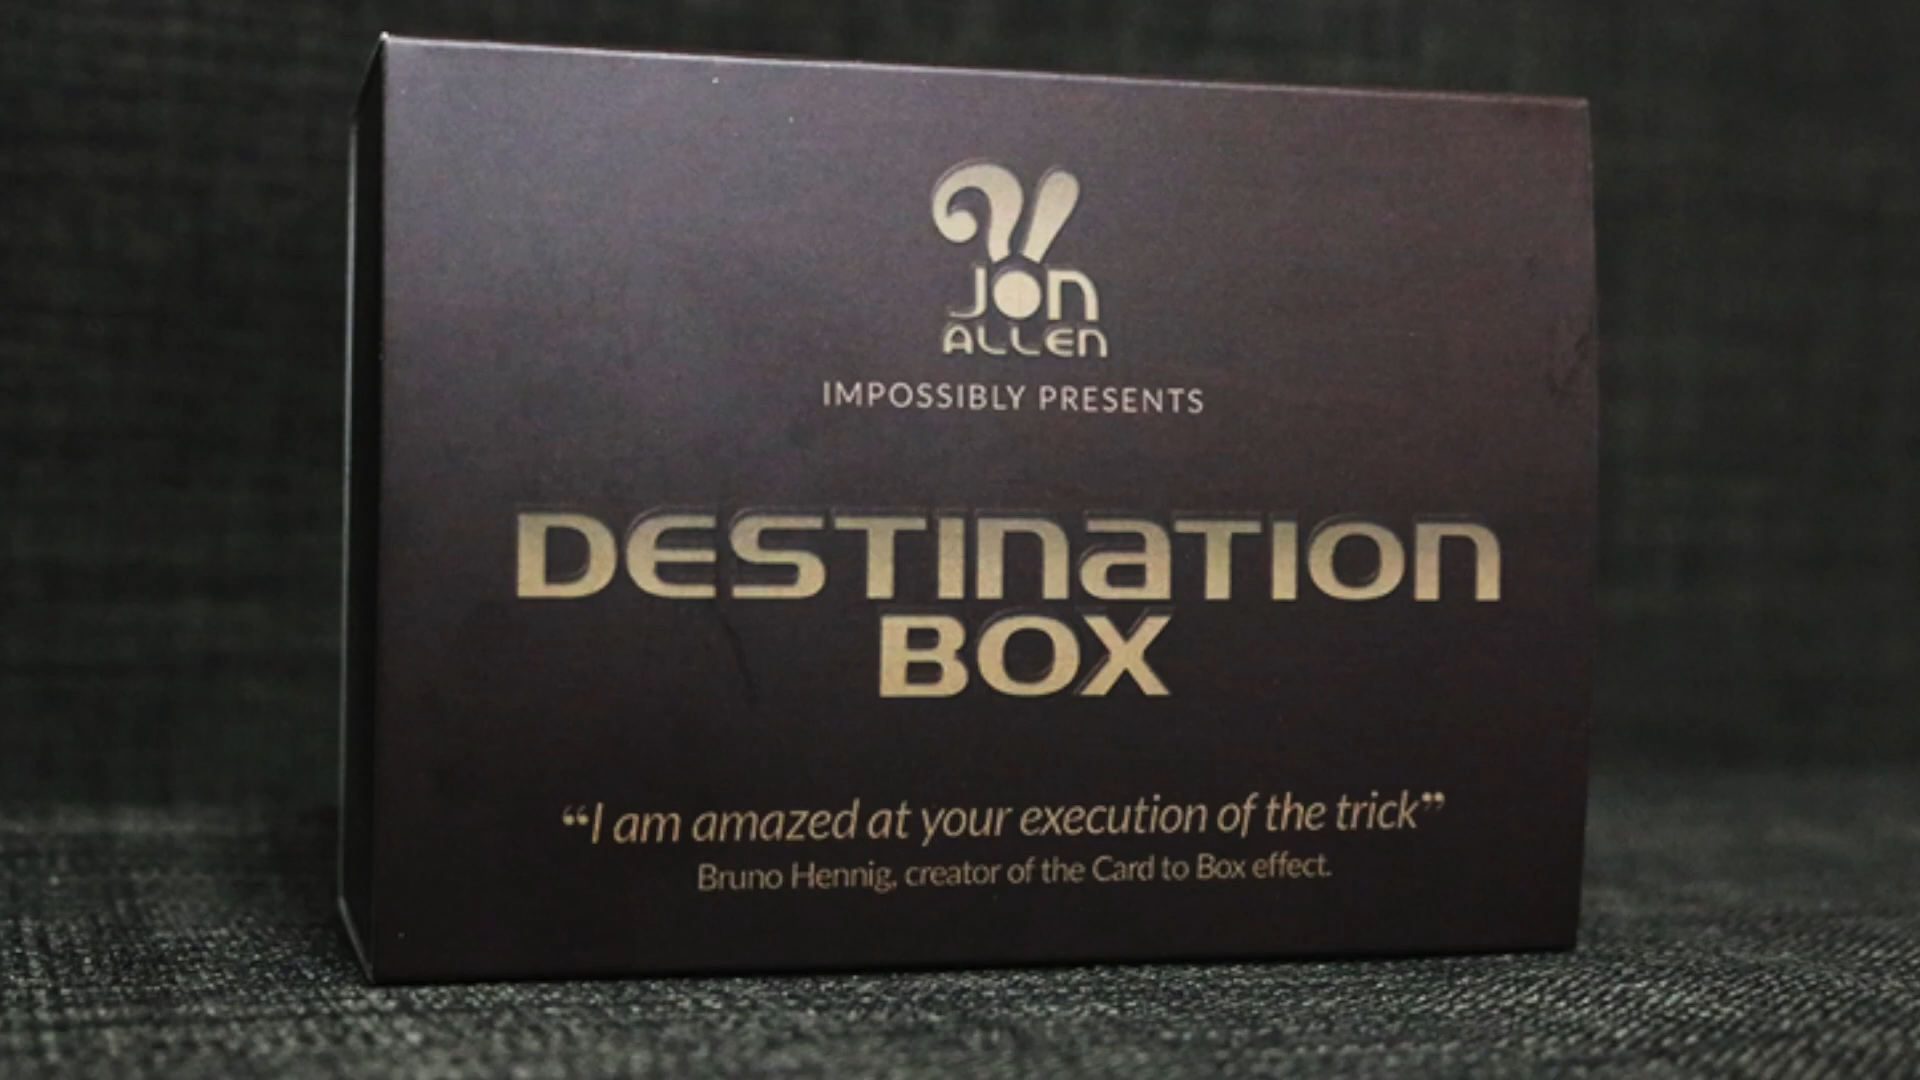 JON
ALLEN
IMPOSSIBLY PRESENTS
DESTINATION
BOX
“I am amazed at your execution of the trick”
Bruno Hennig, creator of the Card to Box effect.